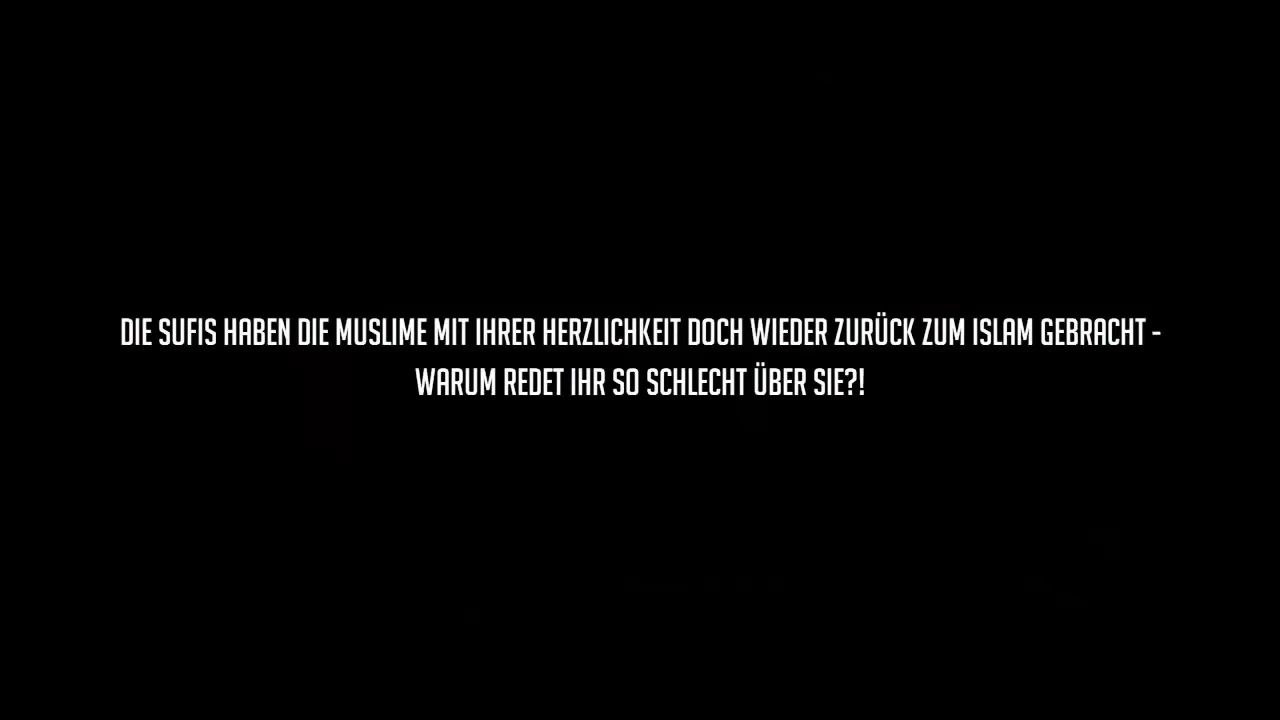 DIE SUFIS HABEN DIE MUSLIME MIT IHRER HERZLICHKEIT DOCH WIEDER ZURÜCK ZUM ISLAM GEBRACHT -
WARUM REDET IHR SO SCHLECHT ÜBER SIE?!